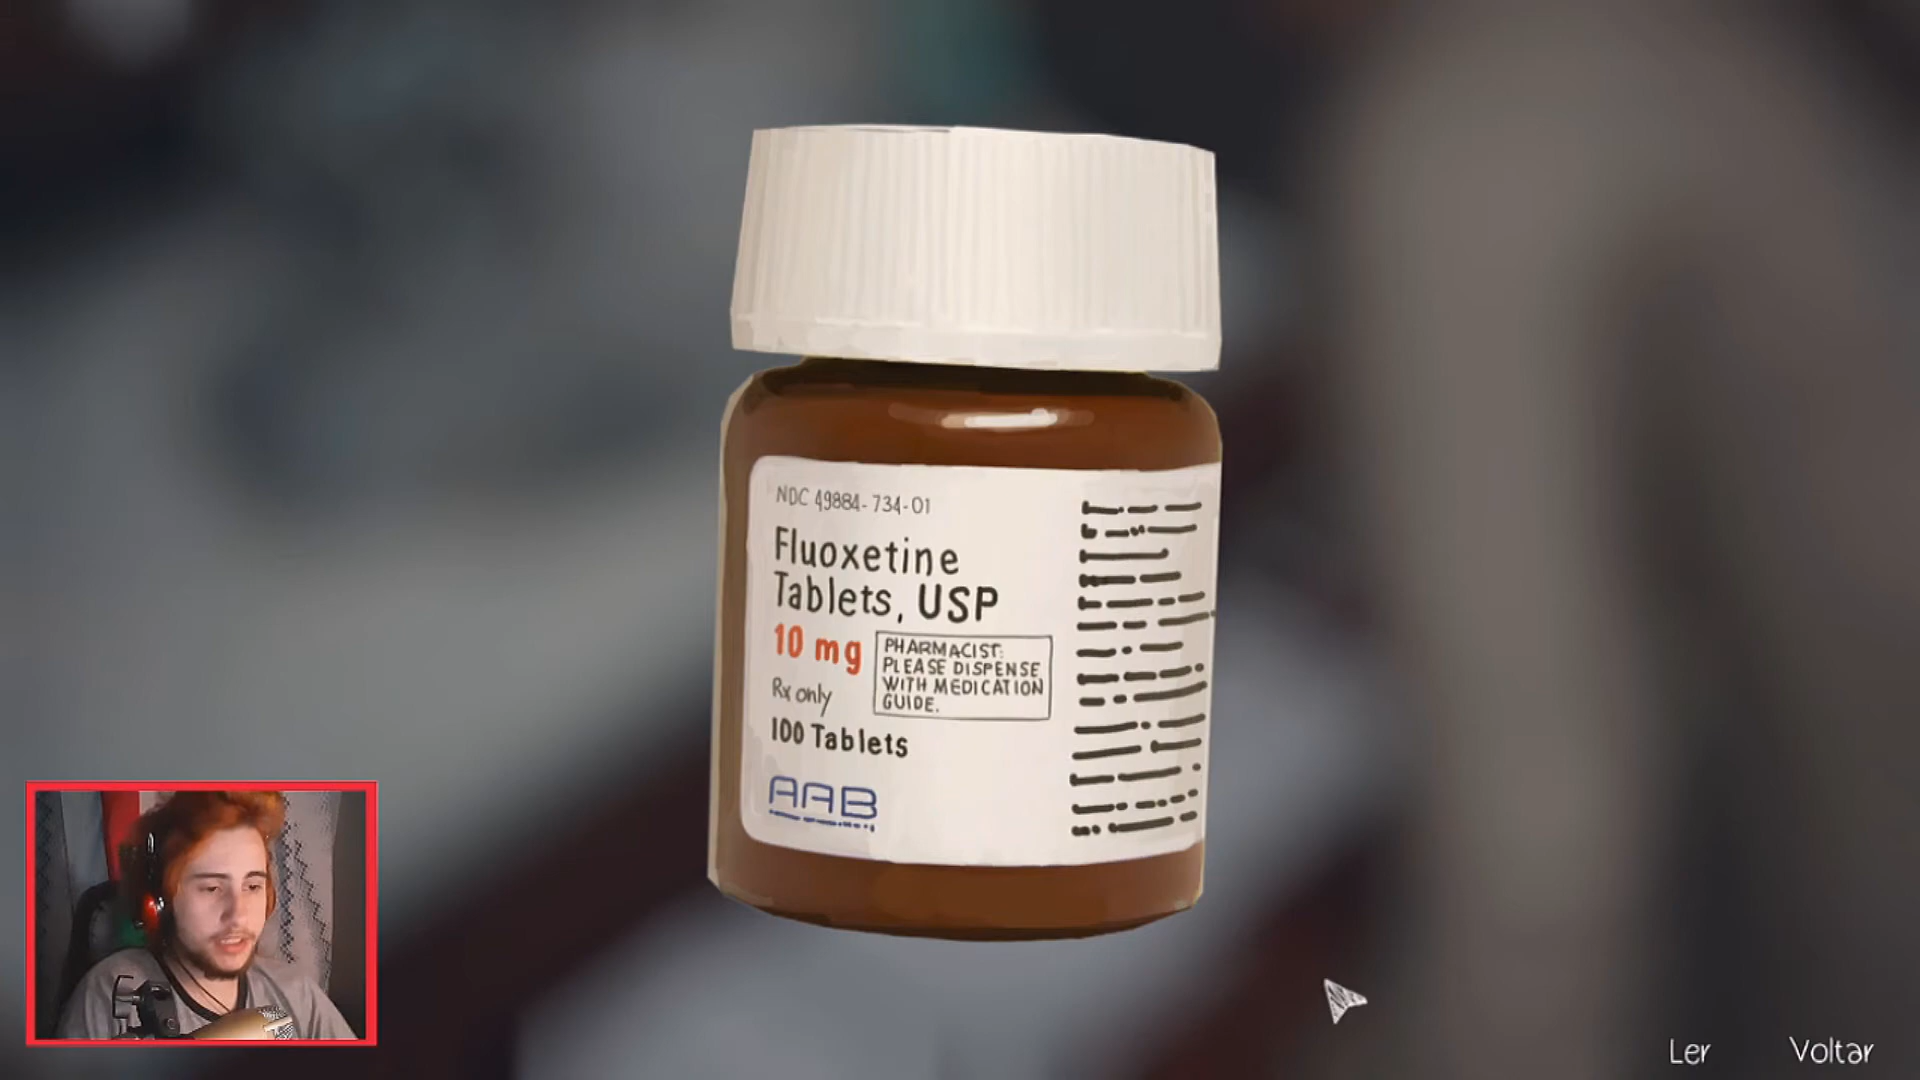 NDC 49884-734-01
Fluoxetine
Tablets, USP
10 mg
PHARMACIST:
PLEASE DISPENSE
WITH MEDICATION
GUIDE.
Rx only
100 Tablets
AAB
Ler
Voltar